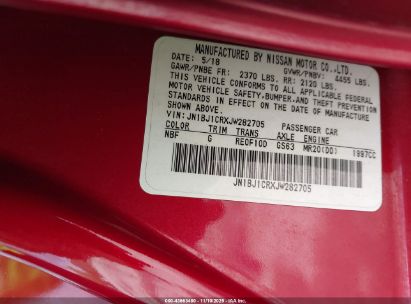 MANUFACTURED BY NISSAN MOTOR CO.,LTD.
DATE: 5/18 GVWR/PNBV: 4455 LBS.
GAWR/PNBE FR: 2370 LBS. RR: 2120 LBS.
THIS VEHICLE CONFORMS TO ALL APPLICABLE FEDERAL
MOTOR VEHICLE SAFETY,BUMPER,AND THEFT PREVENTION
STANDARDS IN EFFECT ON THE DATE OF MANUFACTURE
SHOWN ABOVE.
VIN: JN1BJ1CRXJW282705 PASSENGER CAR
COLOR TRIM TRANS AXLE ENGINE
NBF G RE0F10D GS63 MR20(DD) 1997CC
JN1BJ1CRXJW282705